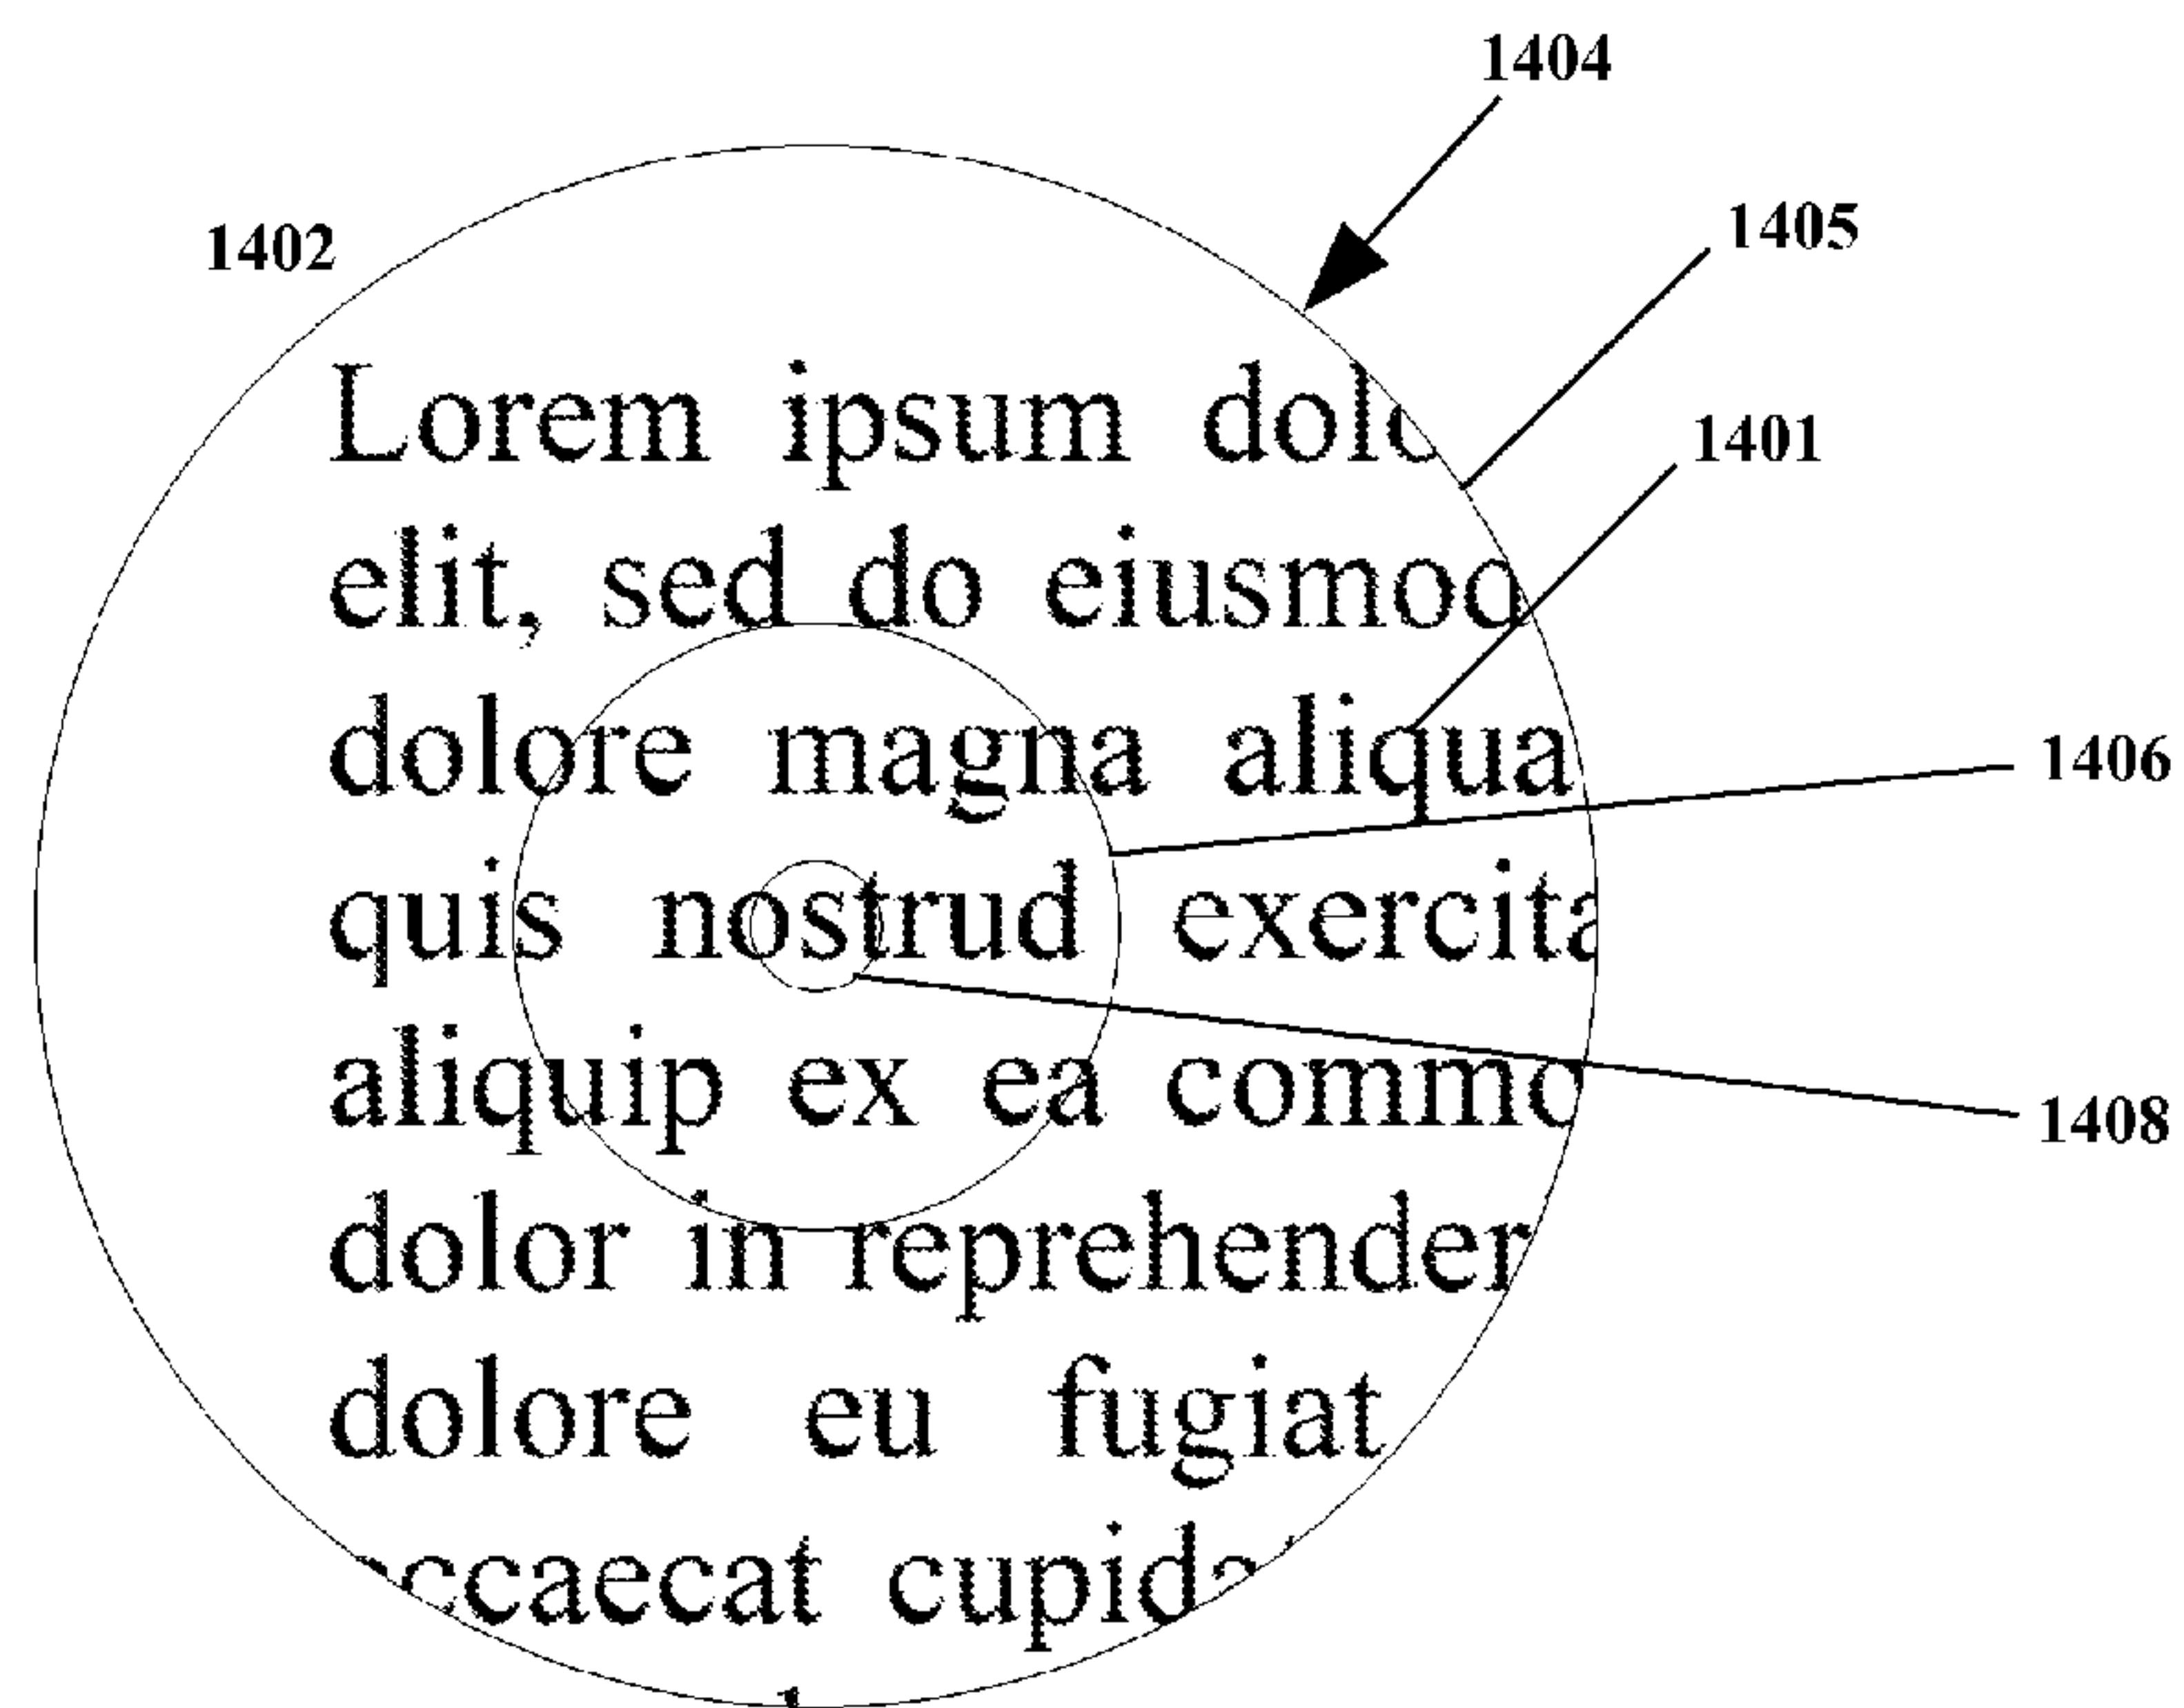 1404
1405
1402
1401
Lorem ipsum dolo
elit, sed do eiusmod
dolore magna aliqua
1406
quis nostrud exercita
aliquip ex ea commo
1408
dolor in reprehender
dolore eu fugiat
ccaecat cupida